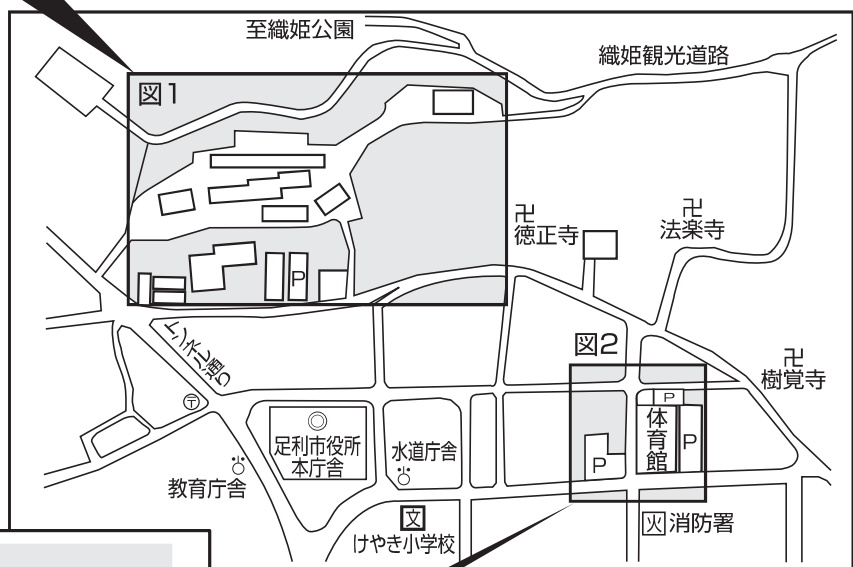 至織姫公園
織姫観光道路
図1
卍
徳正寺
卍
法楽寺
P
トンネル通り
図2
卍
樹覚寺
〒
足利市役所
本庁舎
水道庁舎
教育庁舎
P
体育館
P
P
文
けやき小学校
火 消防署